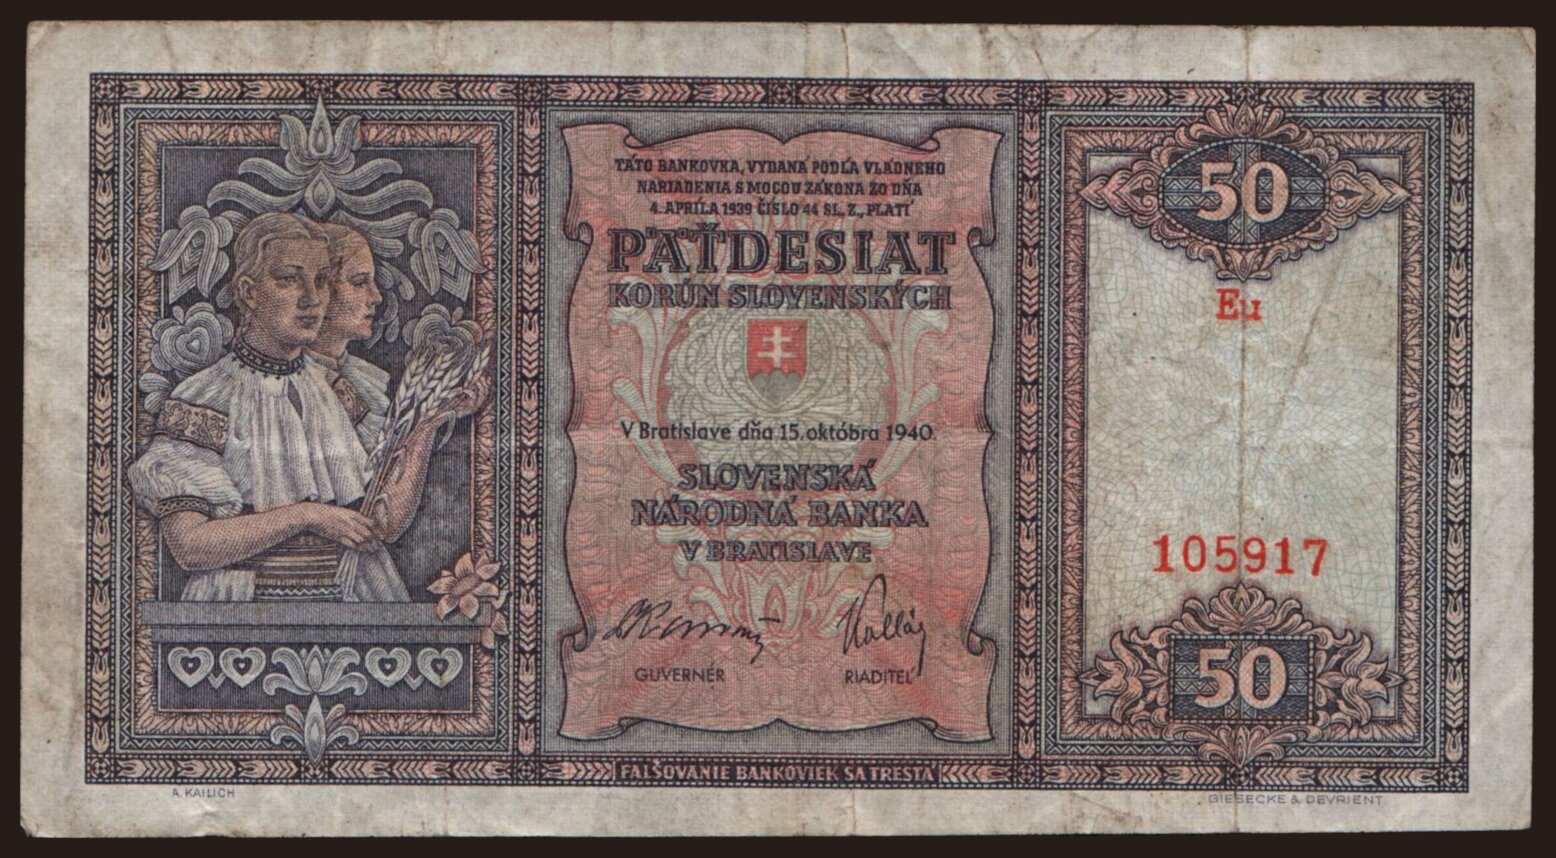 TÁTO BANKOVKA, VYDANÁ PODĽA VLÁDNEHO
NARIADENIA S MOCOU ZÁKONA ZO DŇA
4. APRÍLA 1939 ČÍSLO 44 SL. Z., PLATÍ
PÄŤDESIAT
KORÚN SLOVENSKÝCH
V Bratislave dňa 15. októbra 1940.
SLOVENSKÁ
NÁRODNÁ BANKA
V BRATISLAVE
GUVERNÉR
RIADITEĽ
FALŠOVANIE BANKOVIEK SA TRESTÁ
A. KAILICH
50
Eu
105917
50
GIESECKE & DEVRIENT